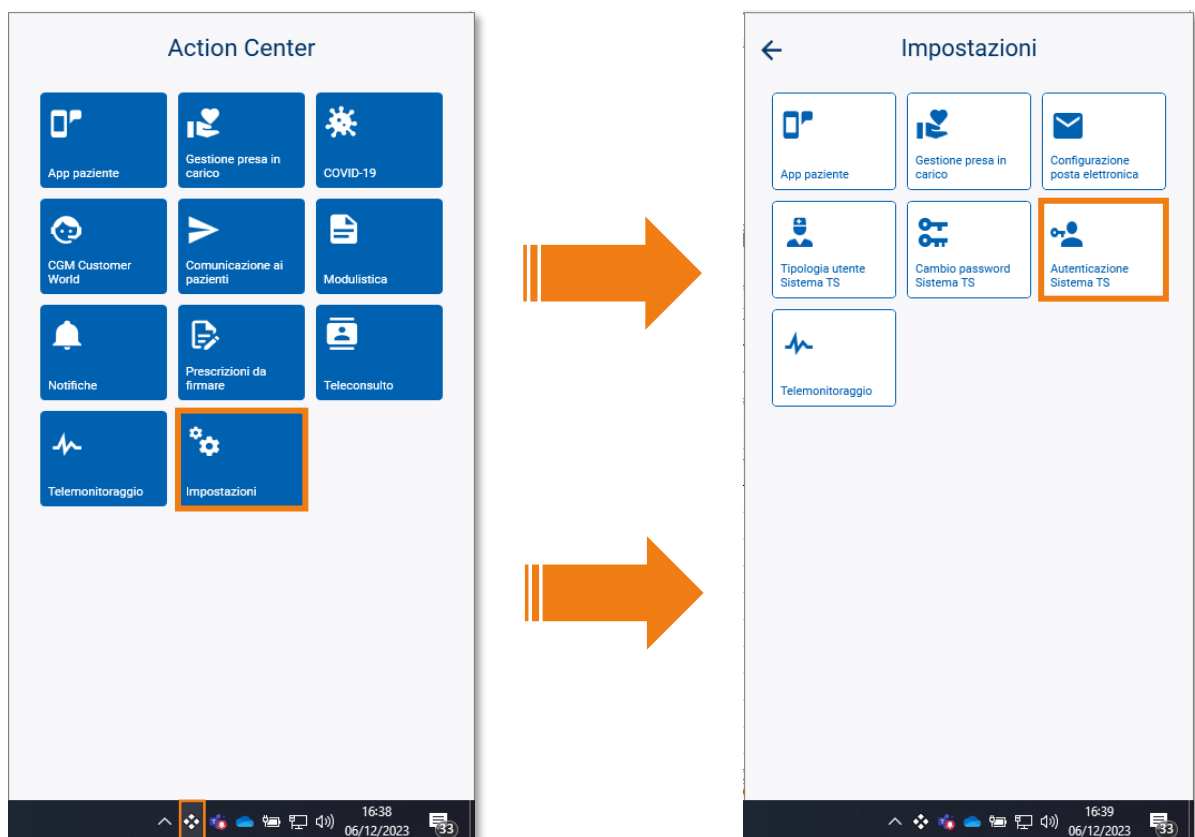 Action Center
App paziente
Gestione presa in
carico
COVID-19
CGM Customer
World
Comunicazione ai
pazienti
Modulistica
Notifiche
Prescrizioni da
firmare
Teleconsulto
Telemonitoraggio
Impostazioni
16:38
06/12/2023
33
Impostazioni
App paziente
Gestione presa in
carico
Configurazione
posta elettronica
Tipologia utente
Sistema TS
Cambio password
Sistema TS
Autenticazione
Sistema TS
Telemonitoraggio
16:39
06/12/2023
33